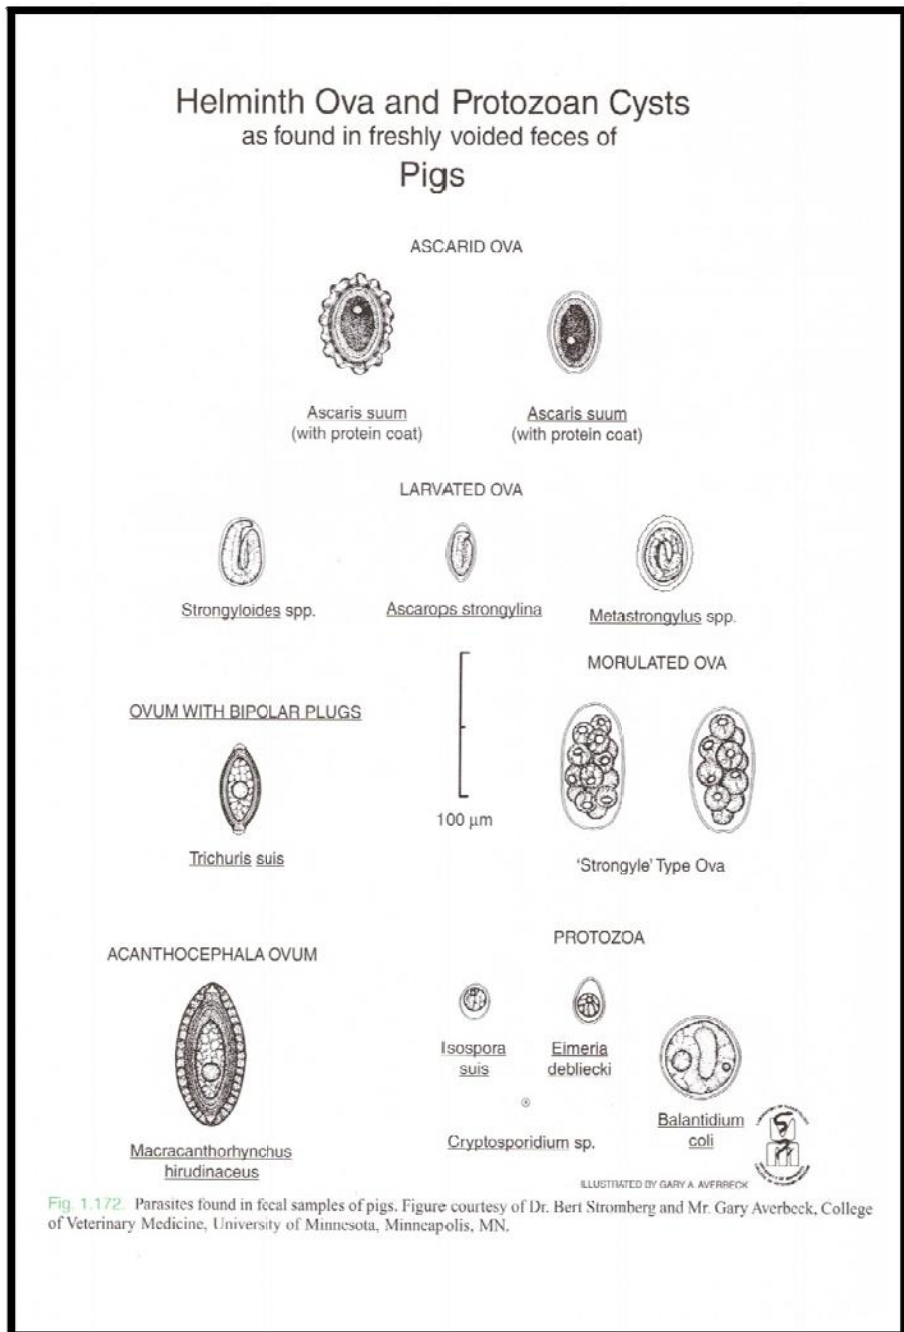 Helminth Ova and Protozoan Cysts
as found in freshly voided feces of
Pigs
ASCARID OVA
Ascaris suum
(with protein coat)
Ascaris suum
(with protein coat)
LARVATED OVA
Strongyloides spp.
Ascarops strongylina
Metastrongylus spp.
OVUM WITH BIPOLAR PLUGS
Trichuris suis
100 µm
MORULATED OVA
'Strongyle' Type Ova
ACANTHOCEPHALA OVUM
Macracanthorhynchus
hirudinaceus
PROTOZOA
Isospora
suis
Eimeria
debliecki
Cryptosporidium sp.
Balantidium
coli
ILLUSTRATED BY GARY A. AVERBECK
Fig. 1.172. Parasites found in fecal samples of pigs. Figure courtesy of Dr. Bert Stromberg and Mr. Gary Averbeck, College
of Veterinary Medicine, University of Minnesota, Minneapolis, MN.